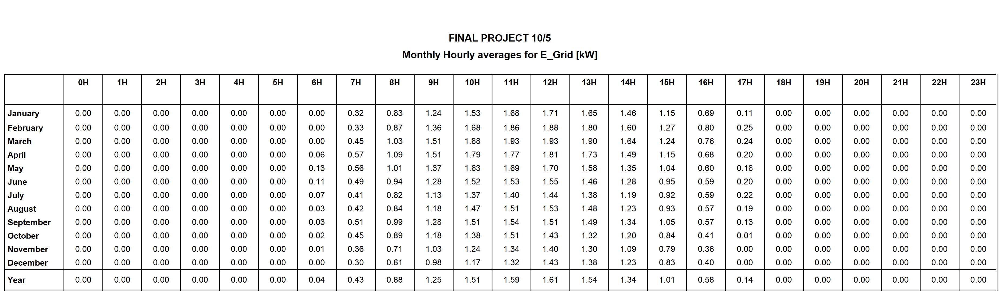 FINAL PROJECT 10/5
Monthly Hourly averages for E_Grid [kW]
0H 1H 2H 3H 4H 5H 6H 7H 8H 9H 10H 11H 12H 13H 14H 15H 16H 17H 18H 19H 20H 21H 22H 23H
January 0.00 0.00 0.00 0.00 0.00 0.00 0.00 0.32 0.83 1.24 1.53 1.68 1.71 1.65 1.46 1.15 0.69 0.11 0.00 0.00 0.00 0.00 0.00 0.00
February 0.00 0.00 0.00 0.00 0.00 0.00 0.00 0.33 0.87 1.36 1.68 1.86 1.88 1.80 1.60 1.27 0.80 0.25 0.00 0.00 0.00 0.00 0.00 0.00
March 0.00 0.00 0.00 0.00 0.00 0.00 0.00 0.45 1.03 1.51 1.88 1.93 1.93 1.90 1.64 1.24 0.76 0.24 0.00 0.00 0.00 0.00 0.00 0.00
April 0.00 0.00 0.00 0.00 0.00 0.00 0.06 0.57 1.09 1.51 1.79 1.77 1.81 1.73 1.49 1.15 0.68 0.20 0.00 0.00 0.00 0.00 0.00 0.00
May 0.00 0.00 0.00 0.00 0.00 0.00 0.13 0.56 1.01 1.37 1.63 1.69 1.70 1.58 1.35 1.04 0.60 0.18 0.00 0.00 0.00 0.00 0.00 0.00
June 0.00 0.00 0.00 0.00 0.00 0.00 0.11 0.49 0.94 1.28 1.52 1.53 1.55 1.46 1.28 0.95 0.59 0.20 0.00 0.00 0.00 0.00 0.00 0.00
July 0.00 0.00 0.00 0.00 0.00 0.00 0.07 0.41 0.82 1.13 1.37 1.40 1.44 1.38 1.19 0.92 0.59 0.22 0.00 0.00 0.00 0.00 0.00 0.00
August 0.00 0.00 0.00 0.00 0.00 0.00 0.03 0.42 0.84 1.18 1.47 1.51 1.53 1.48 1.23 0.93 0.57 0.19 0.00 0.00 0.00 0.00 0.00 0.00
September 0.00 0.00 0.00 0.00 0.00 0.00 0.03 0.51 0.99 1.28 1.51 1.54 1.51 1.49 1.34 1.05 0.57 0.13 0.00 0.00 0.00 0.00 0.00 0.00
October 0.00 0.00 0.00 0.00 0.00 0.00 0.02 0.45 0.89 1.18 1.38 1.51 1.43 1.32 1.20 0.84 0.41 0.01 0.00 0.00 0.00 0.00 0.00 0.00
November 0.00 0.00 0.00 0.00 0.00 0.00 0.01 0.36 0.71 1.03 1.24 1.34 1.40 1.30 1.09 0.79 0.36 0.00 0.00 0.00 0.00 0.00 0.00 0.00
December 0.00 0.00 0.00 0.00 0.00 0.00 0.00 0.30 0.61 0.98 1.17 1.32 1.43 1.38 1.23 0.83 0.40 0.00 0.00 0.00 0.00 0.00 0.00 0.00
Year 0.00 0.00 0.00 0.00 0.00 0.00 0.04 0.43 0.88 1.25 1.51 1.59 1.61 1.54 1.34 1.01 0.58 0.14 0.00 0.00 0.00 0.00 0.00 0.00